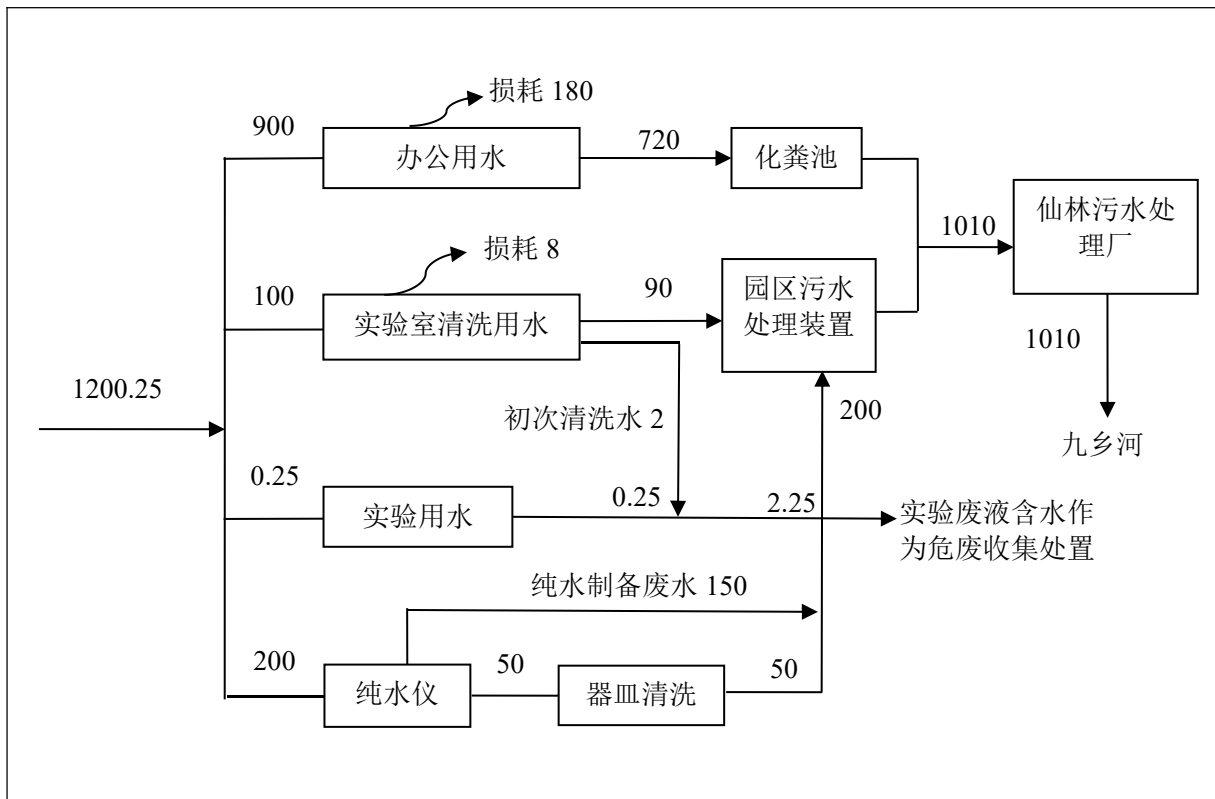 损耗 180
900
办公用水
720
化粪池
仙林污水处
理厂
1010
损耗 8
100
实验室清洗用水
90
园区污水
处理装置
1010
1200.25
初次清洗水 2
200
九乡河
0.25
实验用水
0.25
2.25
实验废液含水作
为危废收集处置
纯水制备废水 150
200
纯水仪
50
器皿清洗
50